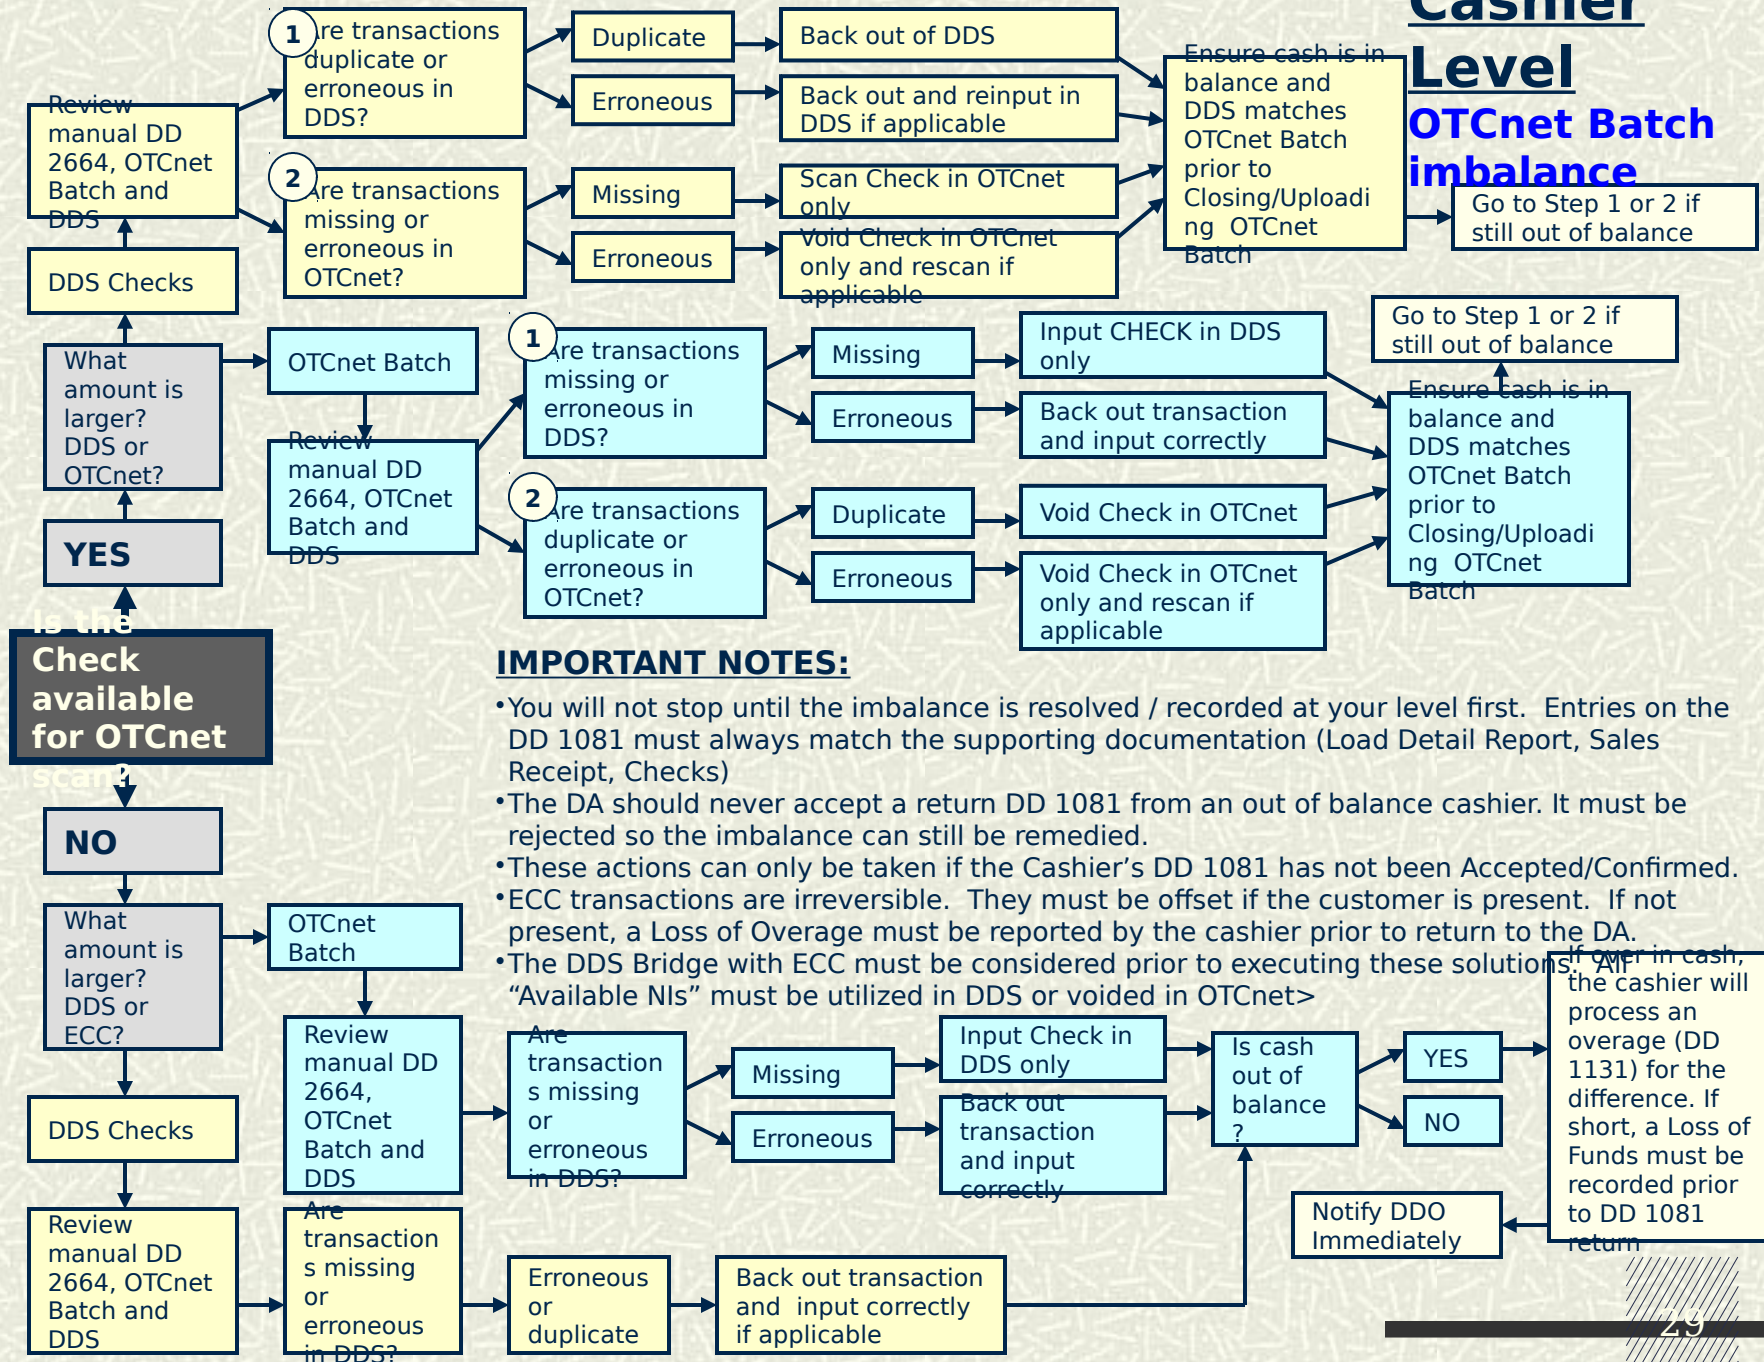 Cashier
Level
OTCnet Batch
imbalance
1
Are transactions
duplicate or
erroneous in
DDS?
Duplicate
Back out of DDS
Erroneous
Back out and reinput in
DDS if applicable
Review
manual DD
2664, OTCnet
Batch and
DDS
2
Are transactions
missing or
erroneous in
OTCnet?
Missing
Scan Check in OTCnet
only
Erroneous
Void Check in OTCnet
only and rescan if
applicable
Ensure cash is in
balance and
DDS matches
OTCnet Batch
prior to
Closing/Uploadi
ng OTCnet
Batch
Go to Step 1 or 2 if
still out of balance
DDS Checks
What
amount is
larger?
DDS or
OTCnet?
OTCnet Batch
Review
manual DD
2664, OTCnet
Batch and
DDS
1
Are transactions
missing or
erroneous in
DDS?
Missing
Input CHECK in DDS
only
Erroneous
Back out transaction
and input correctly
2
Are transactions
duplicate or
erroneous in
OTCnet?
Duplicate
Void Check in OTCnet
Erroneous
Void Check in OTCnet
only and rescan if
applicable
Go to Step 1 or 2 if
still out of balance
Ensure cash is in
balance and
DDS matches
OTCnet Batch
prior to
Closing/Uploadi
ng OTCnet
Batch
YES
Is the
Check
available
for OTCnet
scan?
IMPORTANT NOTES:
•You will not stop until the imbalance is resolved / recorded at your level first. Entries on the
DD 1081 must always match the supporting documentation (Load Detail Report, Sales
Receipt, Checks)
•The DA should never accept a return DD 1081 from an out of balance cashier. It must be
rejected so the imbalance can still be remedied.
•These actions can only be taken if the Cashier’s DD 1081 has not been Accepted/Confirmed.
•ECC transactions are irreversible. They must be offset if the customer is present. If not
present, a Loss of Overage must be reported by the cashier prior to return to the DA.
•The DDS Bridge with ECC must be considered prior to executing these solutions. All
“Available NIs” must be utilized in DDS or voided in OTCnet>
NO
What
amount is
larger?
DDS or
ECC?
OTCnet
Batch
Review
manual DD
2664,
OTCnet
Batch and
DDS
Are
transaction
s missing
or
erroneous
in DDS?
Missing
Input Check in
DDS only
Erroneous
Back out
transaction
and input
correctly
Is cash
out of
balance
?
YES
NO
If over in cash,
the cashier will
process an
overage (DD
1131) for the
difference. If
short, a Loss of
Funds must be
recorded prior
to DD 1081
return
Notify DDO
Immediately
DDS Checks
Review
manual DD
2664, OTCnet
Batch and
DDS
Are
transaction
s missing
or
erroneous
in DDS?
Erroneous
or
duplicate
Back out transaction
and input correctly
if applicable
29